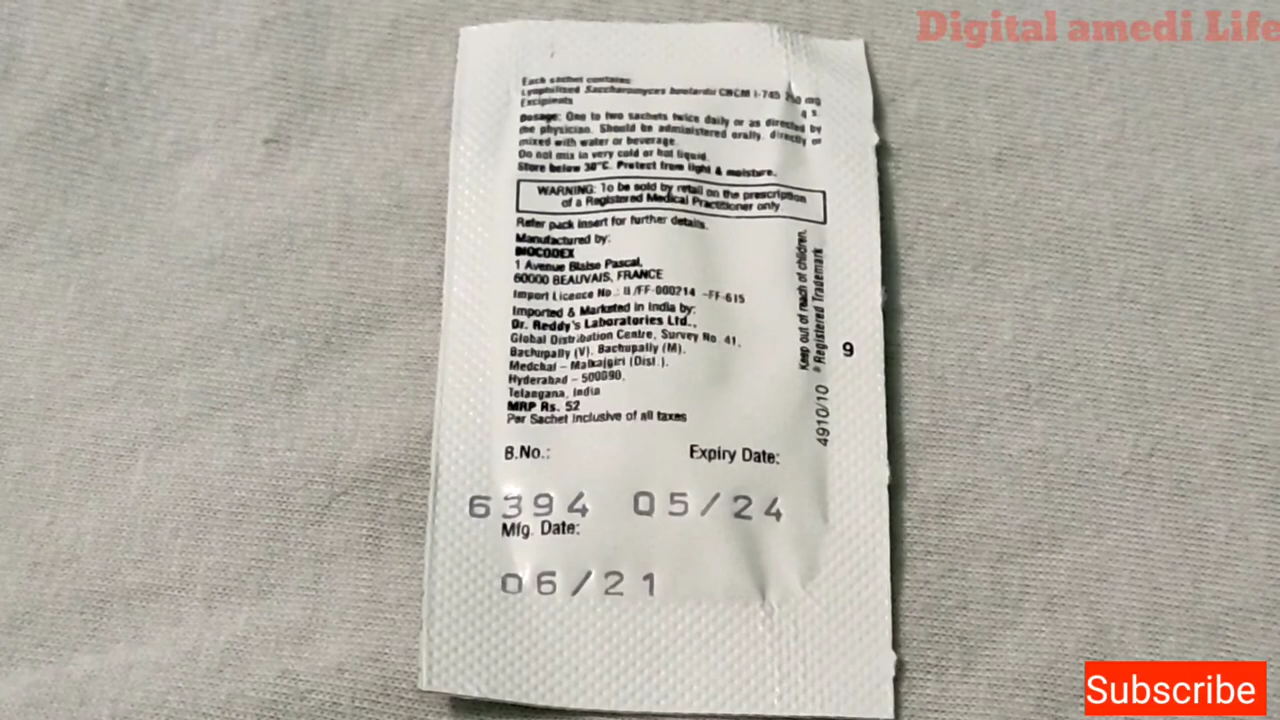 Digital amedi Life
Each sachet contains:
Lyophilised Saccharomyces boulardii CNCM I-745 250 mg
Excipients q.s.
Dosage: One to two sachets twice daily or as directed by
the physician. Should be administered orally, directly or
mixed with water or beverage.
Do not mix in very cold or hot liquid.
Store below 30°C. Protect from light & moisture.
WARNING: To be sold by retail on the prescription
of a Registered Medical Practitioner only
Refer pack insert for further details.
Manufactured by:
BIOCODEX
1 Avenue Blaise Pascal,
60000 BEAUVAIS, FRANCE
Import Licence No.: II/FF-000214 -FF-615
Imported & Marketed in India by:
Dr. Reddy's Laboratories Ltd.,
Global Distribution Centre, Survey No. 41,
Bachupally (V), Bachupally (M),
Medchal – Malkajgiri (Dist.),
Hyderabad – 500090,
Telangana, India
MRP Rs. 52
Per Sachet Inclusive of all taxes
Keep out of reach of children.
® Registered Trademark
9
4910/10
B.No.: Expiry Date:
6394 05/24
Mfg. Date:
06/21
Subscribe